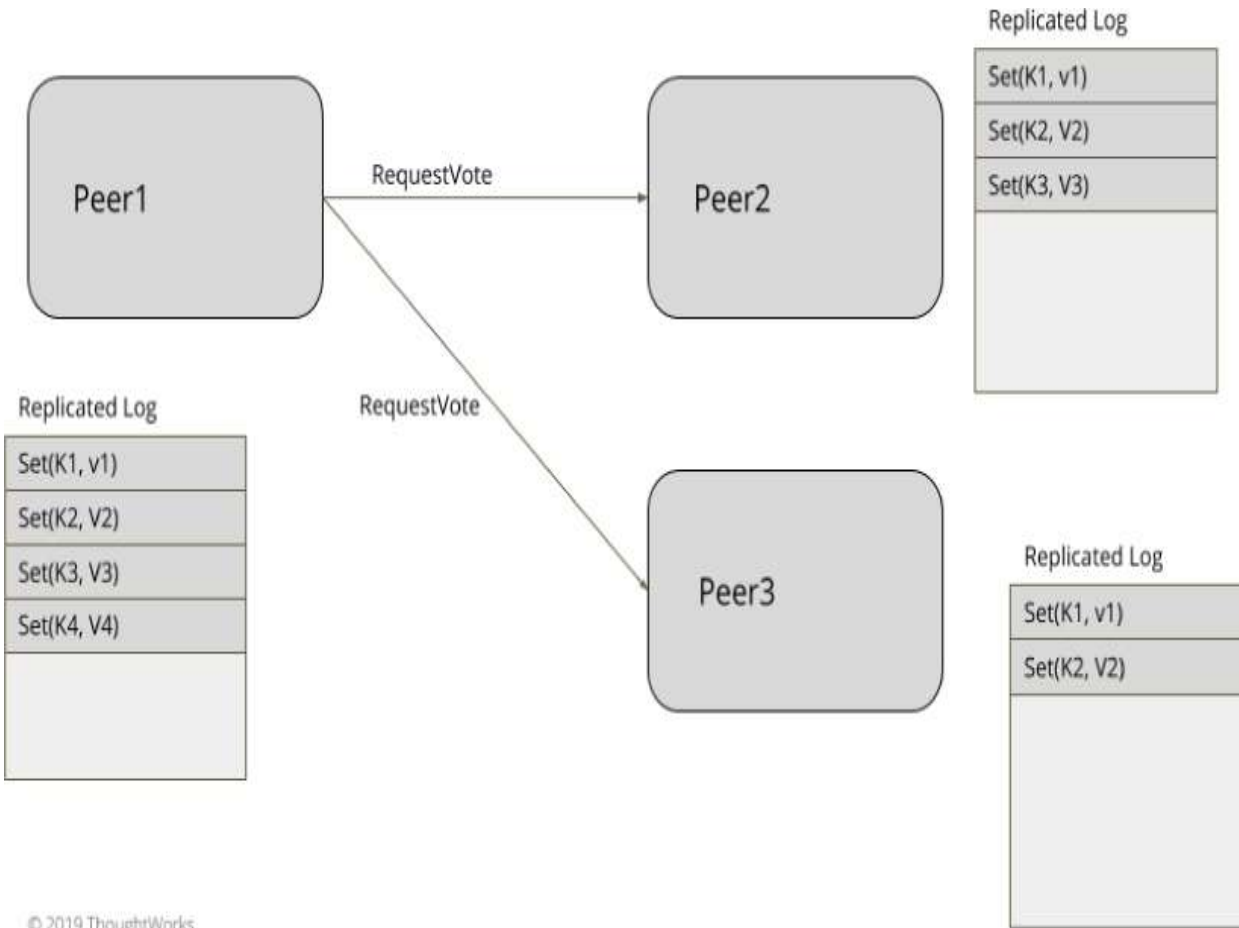 Replicated Log
Set(K1, v1)
Set(K2, V2)
Set(K3, V3)
Peer1
RequestVote
Peer2
Replicated Log
Set(K1, v1)
Set(K2, V2)
Set(K3, V3)
Set(K4, V4)
RequestVote
Peer3
Replicated Log
Set(K1, v1)
Set(K2, V2)
© 2019 ThoughtWorks